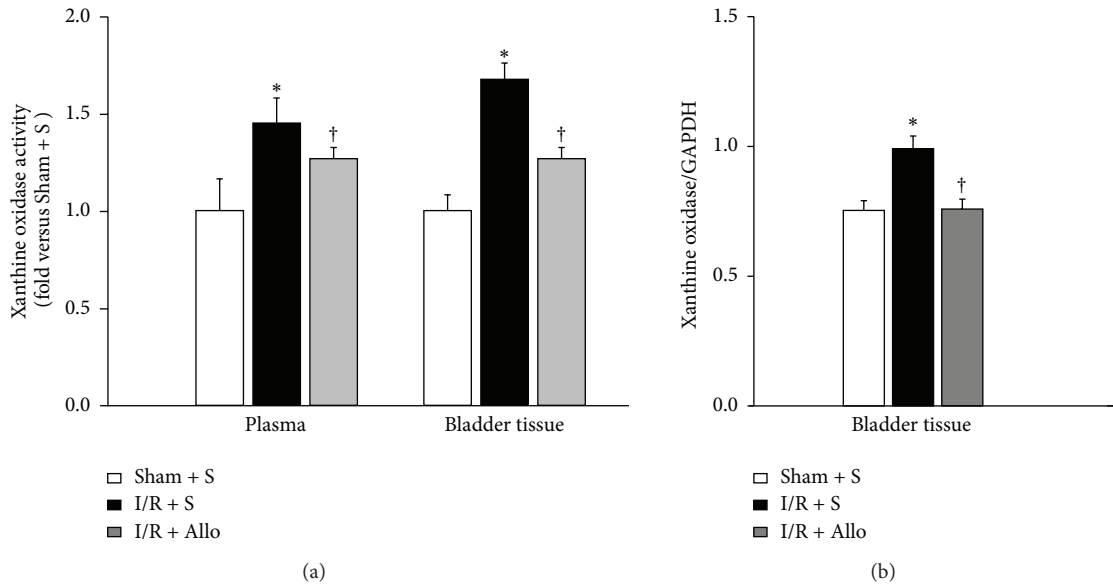 2.0
1.5
1.0
0.5
0.0
Xanthine oxidase activity
(fold versus Sham + S)
*
†
*
†
Plasma
Bladder tissue
Sham + S
I/R + S
I/R + Allo
(a)
1.5
1.0
0.5
0.0
Xanthine oxidase/GAPDH
*
†
Bladder tissue
Sham + S
I/R + S
I/R + Allo
(b)